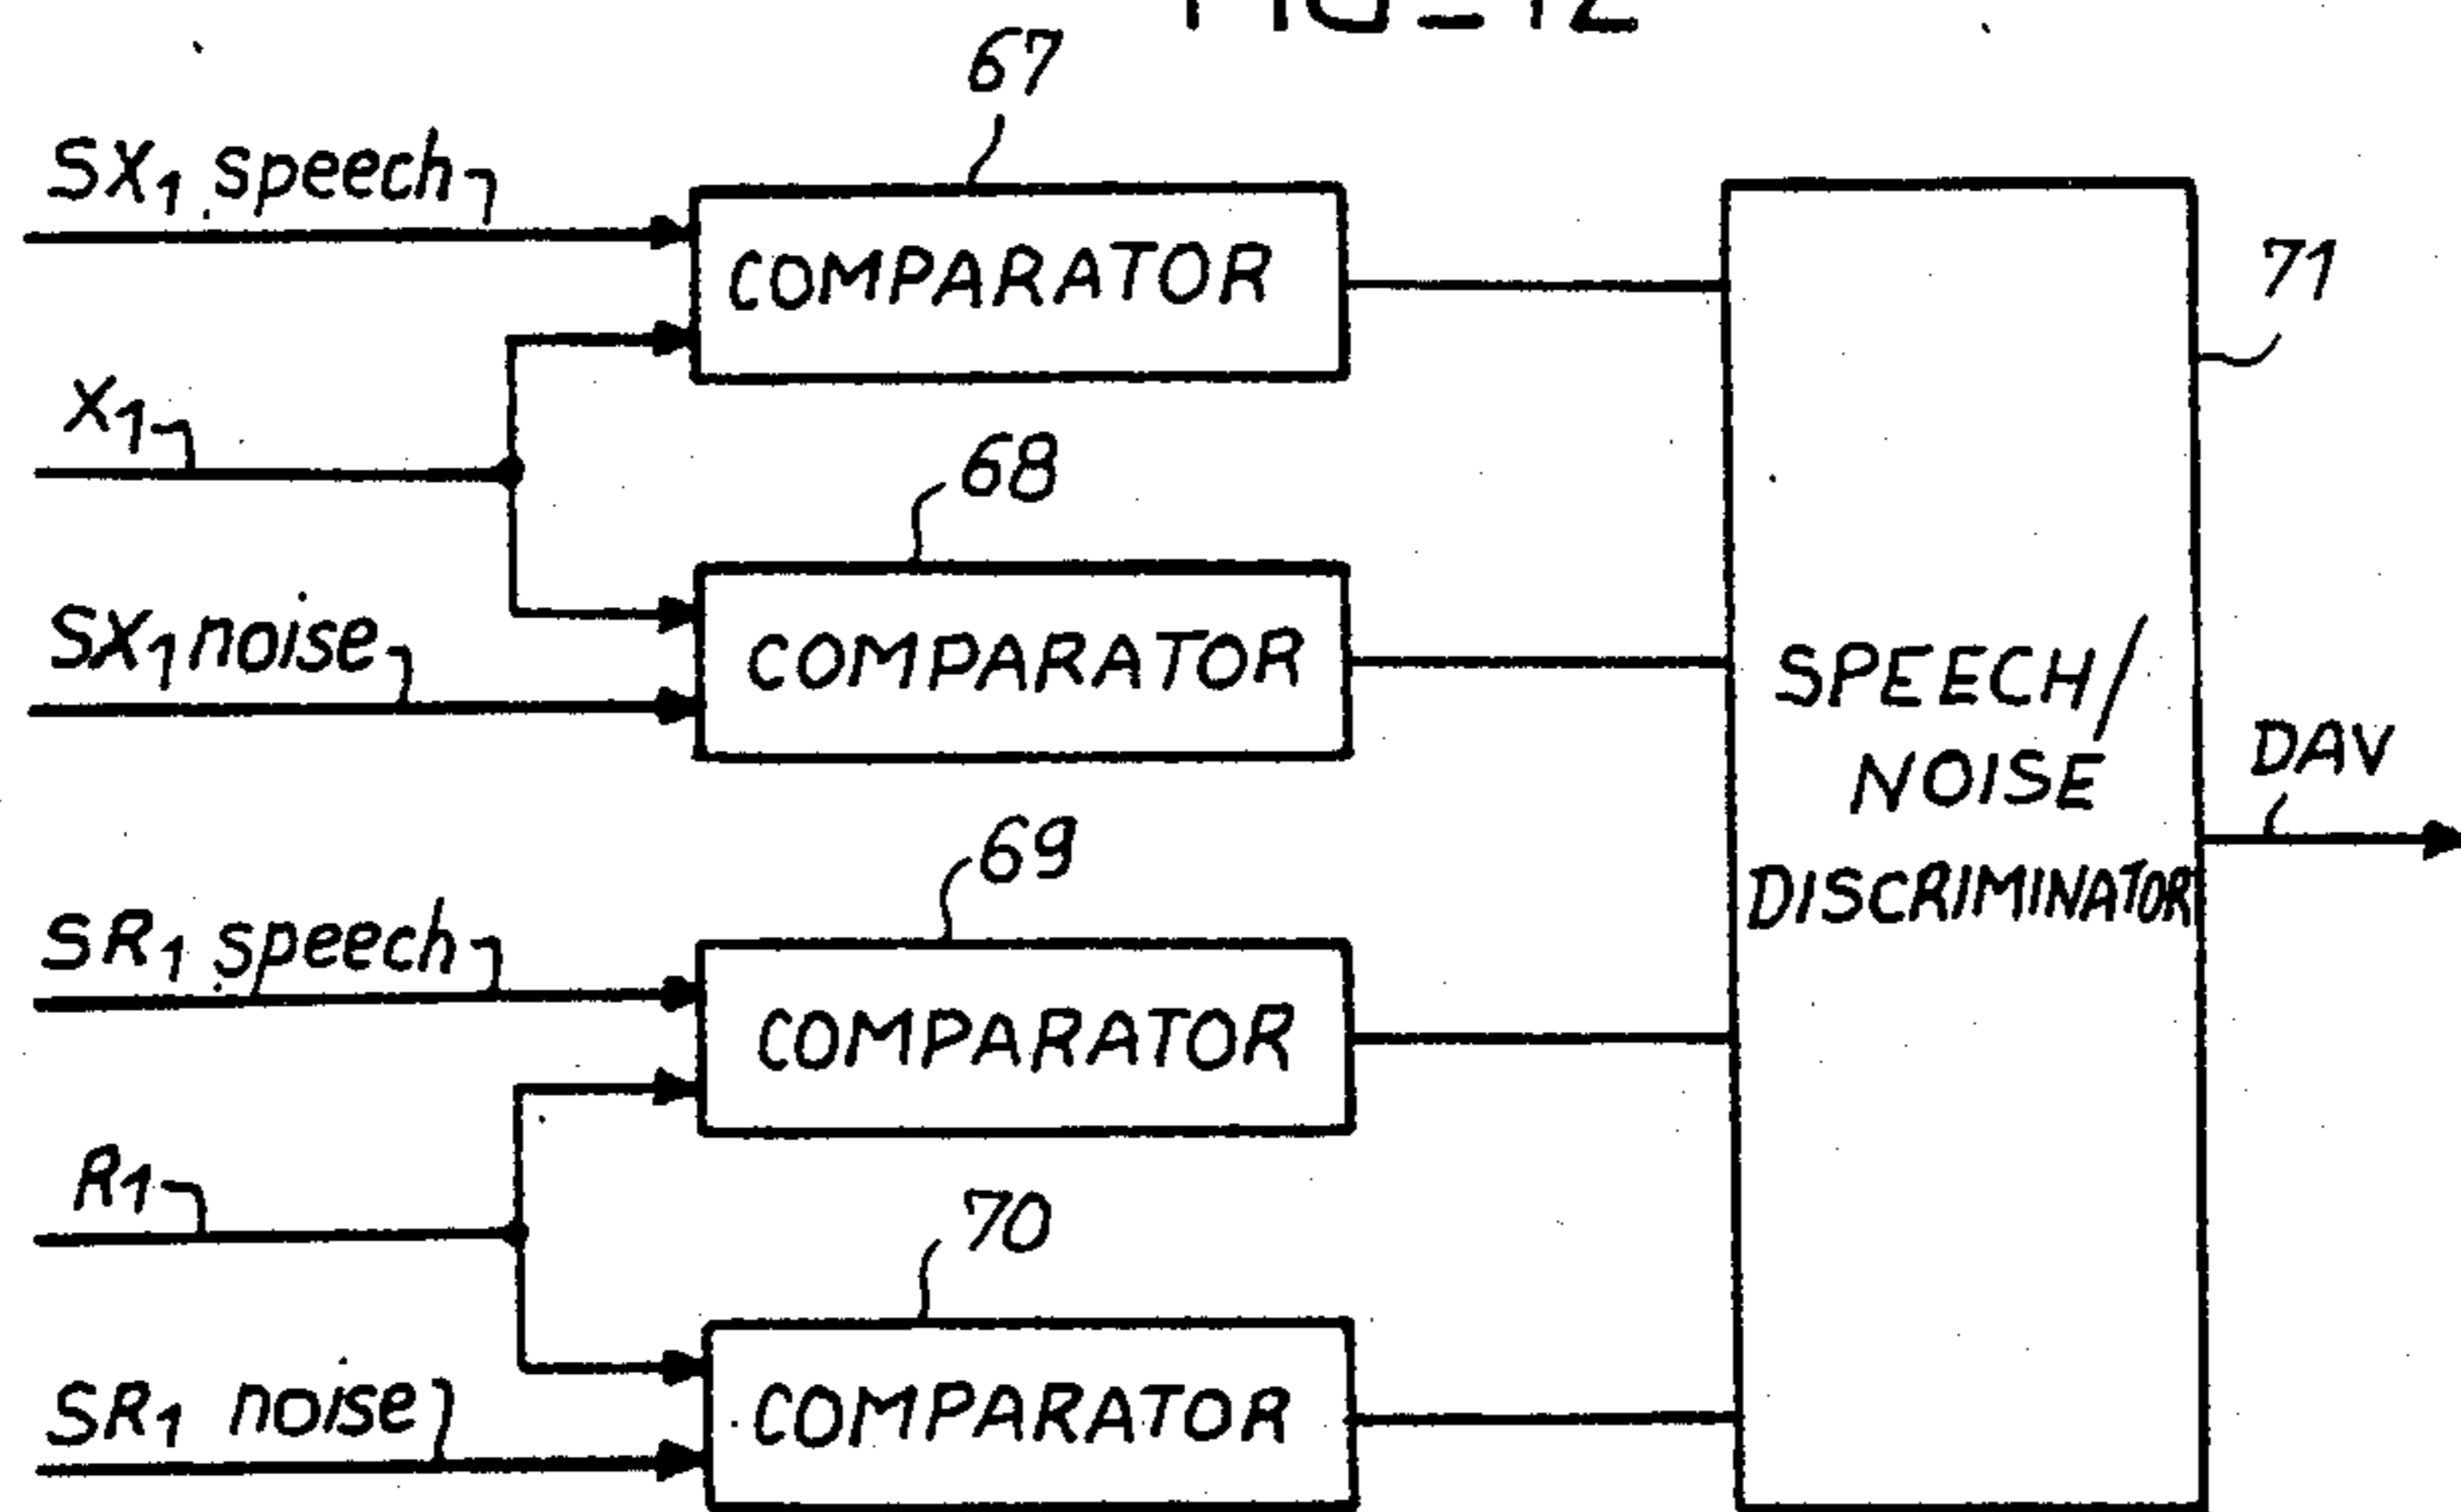 FIG_12
67
SX1 speech
COMPARATOR
71
X1
68
SX1 noise
COMPARATOR
SPEECH/
NOISE
DISCRIMINATOR
DAV
69
SR1 speech
COMPARATOR
R1
70
SR1 noise
COMPARATOR